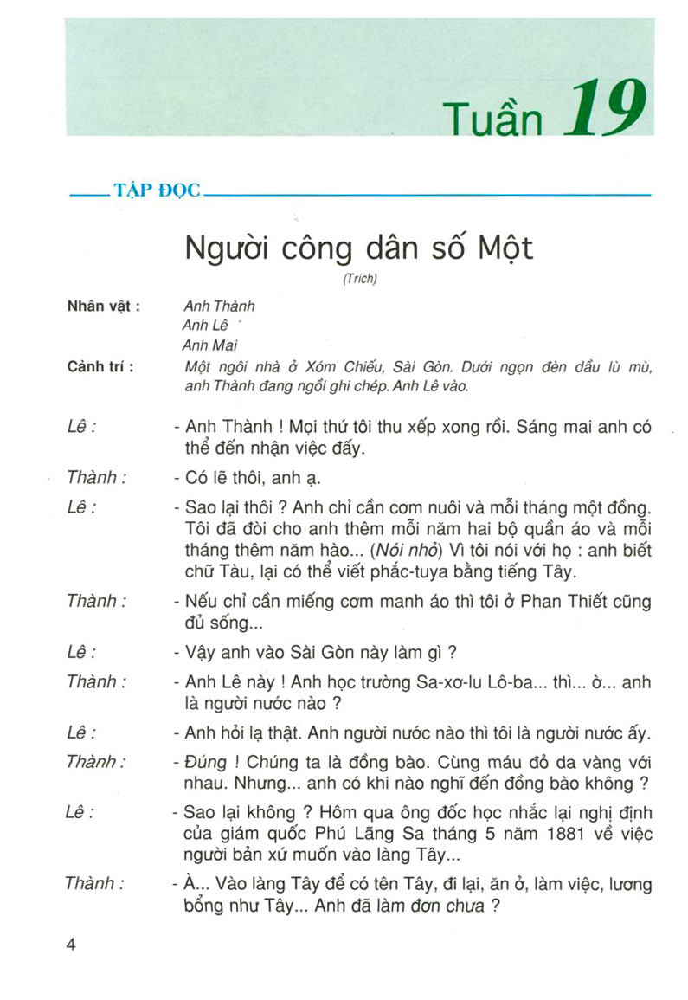 Tuần 19
TẬP ĐỌC
Người công dân số Một
(Trích)
Nhân vật : Anh Thành
Anh Lê
Anh Mai
Cảnh trí : Một ngôi nhà ở Xóm Chiếu, Sài Gòn. Dưới ngọn đèn dầu lù mù,
anh Thành đang ngồi ghi chép. Anh Lê vào.
Lê : - Anh Thành ! Mọi thứ tôi thu xếp xong rồi. Sáng mai anh có
thể đến nhận việc đấy.
Thành : - Có lẽ thôi, anh ạ.
Lê : - Sao lại thôi ? Anh chỉ cần cơm nuôi và mỗi tháng một đồng.
Tôi đã đòi cho anh thêm mỗi năm hai bộ quần áo và mỗi
tháng thêm năm hào... (Nói nhỏ) Vì tôi nói với họ : anh biết
chữ Tàu, lại có thể viết phắc-tuya bằng tiếng Tây.
Thành : - Nếu chỉ cần miếng cơm manh áo thì tôi ở Phan Thiết cũng
đủ sống...
Lê : - Vậy anh vào Sài Gòn này làm gì ?
Thành : - Anh Lê này ! Anh học trường Sa-xơ-lu Lô-ba... thì... ờ... anh
là người nước nào ?
Lê : - Anh hỏi lạ thật. Anh người nước nào thì tôi là người nước ấy.
Thành : - Đúng ! Chúng ta là đồng bào. Cùng máu đỏ da vàng với
nhau. Nhưng... anh có khi nào nghĩ đến đồng bào không ?
Lê : - Sao lại không ? Hôm qua ông đốc học nhắc lại nghị định
của giám quốc Phú Lãng Sa tháng 5 năm 1881 về việc
người bản xứ muốn vào làng Tây...
Thành : - À... Vào làng Tây để có tên Tây, đi lại, ăn ở, làm việc, lương
bổng như Tây... Anh đã làm đơn chưa ?
4